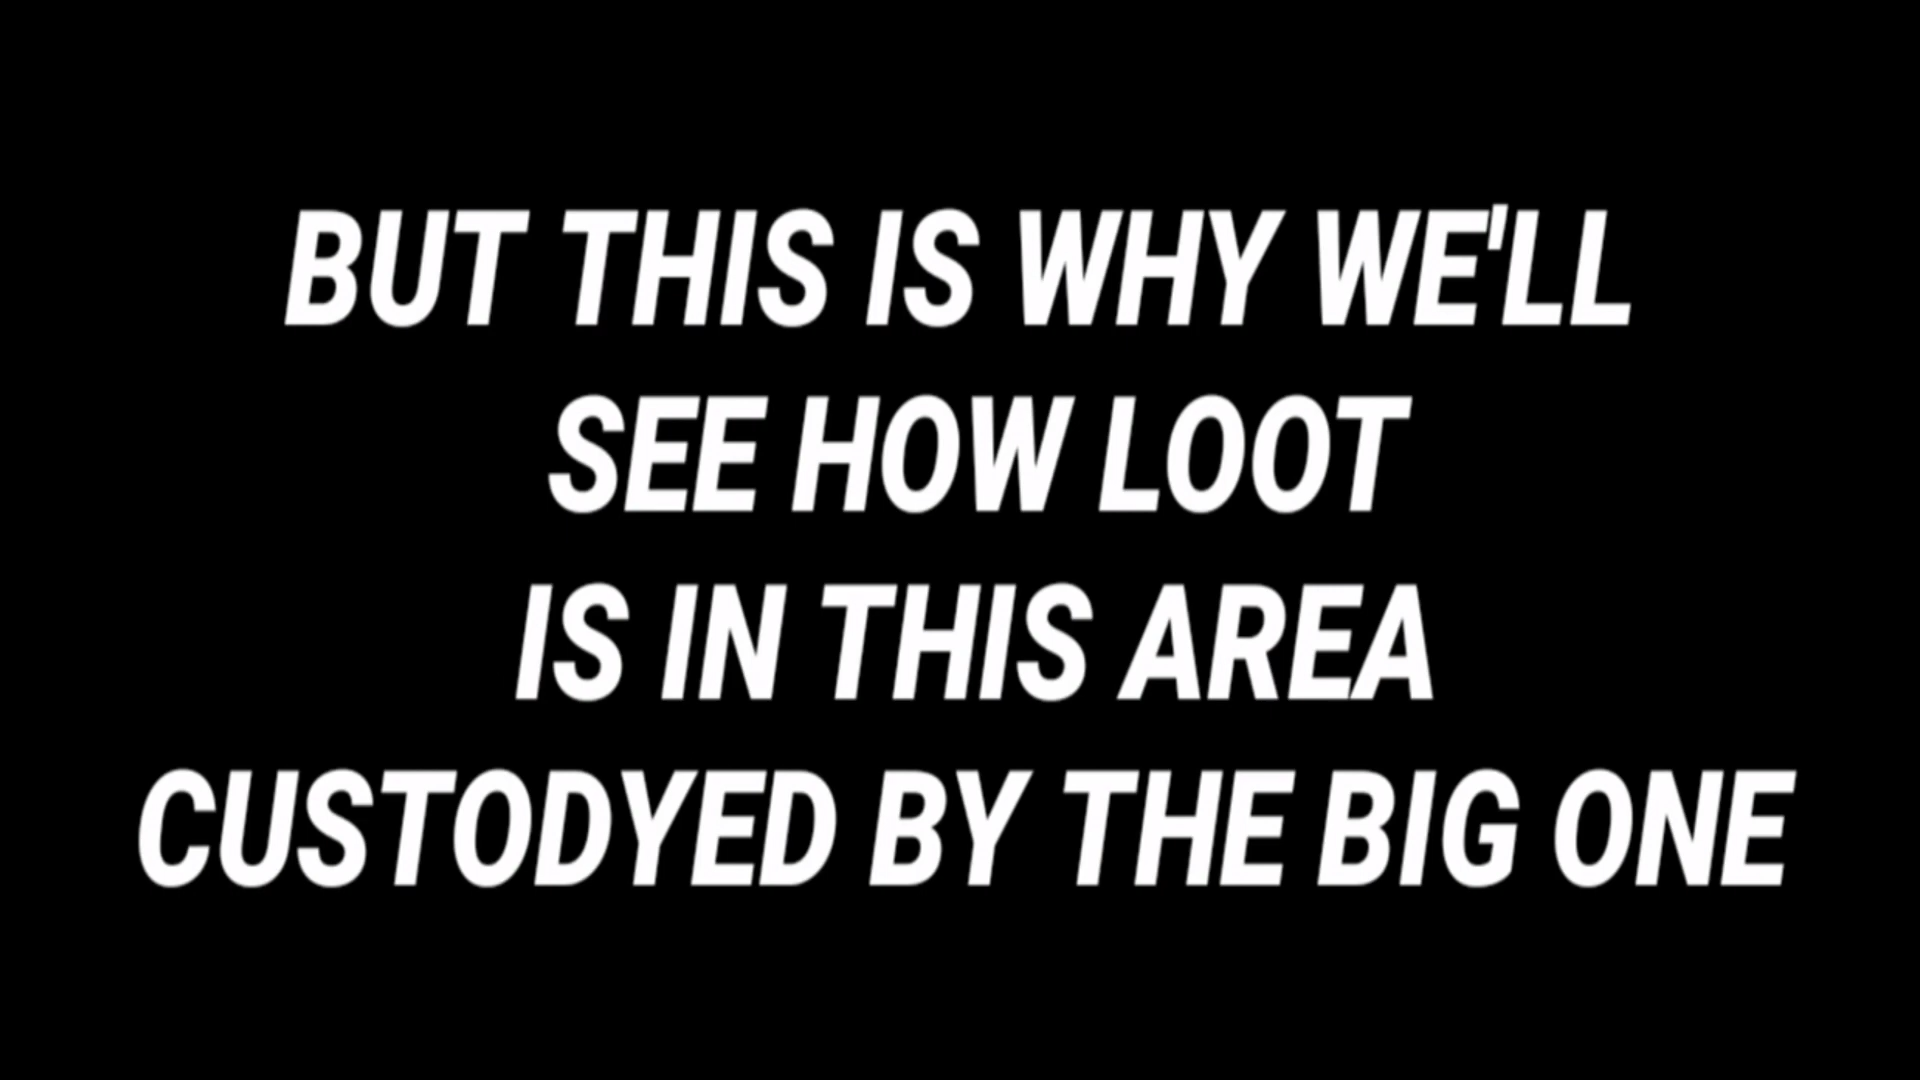 BUT THIS IS WHY WE'LL
SEE HOW LOOT
IS IN THIS AREA
CUSTODYED BY THE BIG ONE